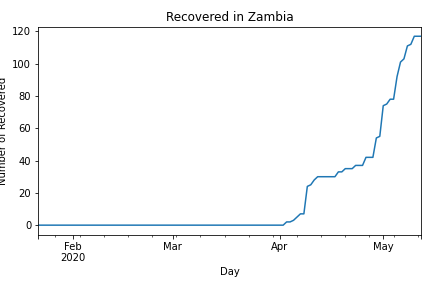 Recovered in Zambia
Number of Recovered
120
100
80
60
40
20
0
Feb
2020
Mar
Apr
May
Day